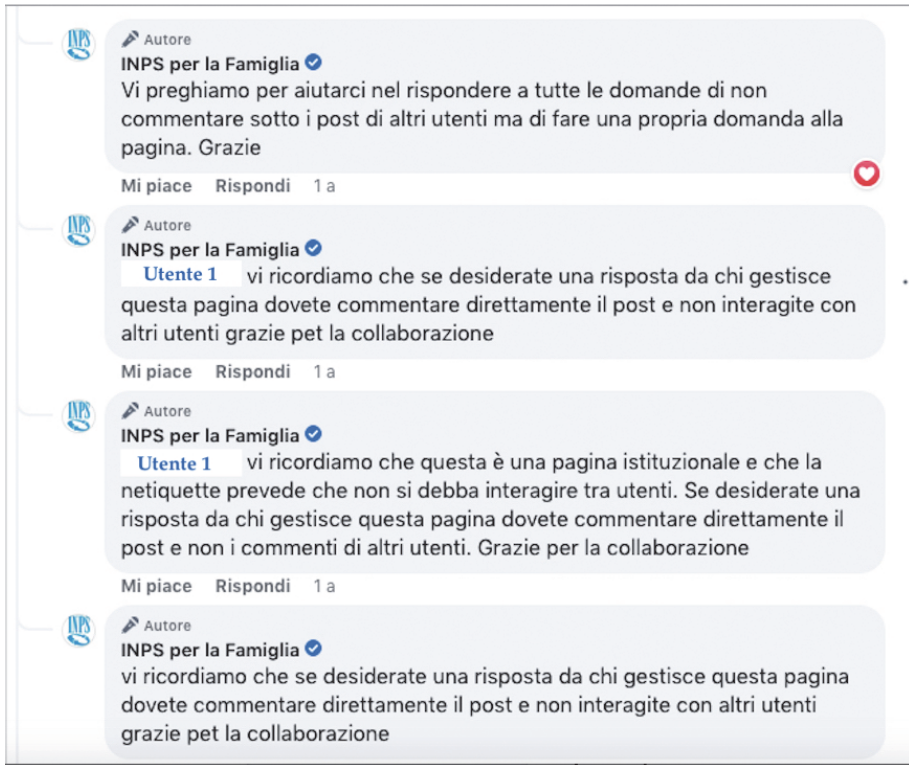 INPS
Autore
INPS per la Famiglia
Vi preghiamo per aiutarci nel rispondere a tutte le domande di non
commentare sotto i post di altri utenti ma di fare una propria domanda alla
pagina. Grazie
Mi piace Rispondi 1 a
INPS
Autore
INPS per la Famiglia
Utente 1 vi ricordiamo che se desiderate una risposta da chi gestisce
questa pagina dovete commentare direttamente il post e non interagite con
altri utenti grazie pet la collaborazione
Mi piace Rispondi 1 a
INPS
Autore
INPS per la Famiglia
Utente 1 vi ricordiamo che questa è una pagina istituzionale e che la
netiquette prevede che non si debba interagire tra utenti. Se desiderate una
risposta da chi gestisce questa pagina dovete commentare direttamente il
post e non i commenti di altri utenti. Grazie per la collaborazione
Mi piace Rispondi 1 a
INPS
Autore
INPS per la Famiglia
vi ricordiamo che se desiderate una risposta da chi gestisce questa pagina
dovete commentare direttamente il post e non interagite con altri utenti
grazie pet la collaborazione